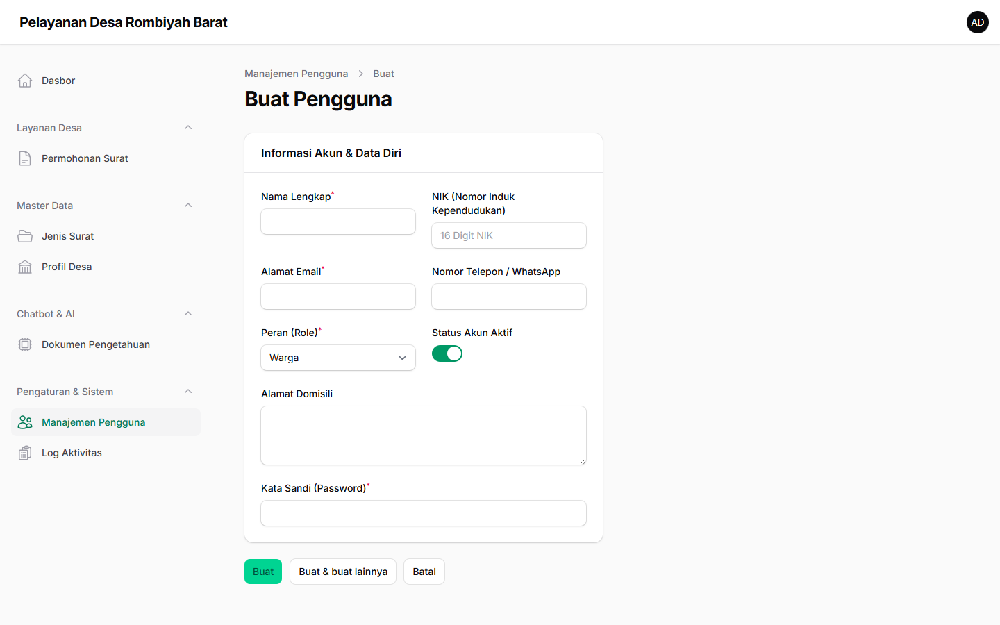 Pelayanan Desa Rombiyah Barat
AD
Dasbor
Layanan Desa
Permohonan Surat
Master Data
Jenis Surat
Profil Desa
Chatbot & AI
Dokumen Pengetahuan
Pengaturan & Sistem
Manajemen Pengguna
Log Aktivitas
Manajemen Pengguna > Buat
Buat Pengguna
Informasi Akun & Data Diri
Nama Lengkap*
NIK (Nomor Induk
Kependudukan)
16 Digit NIK
Alamat Email*
Nomor Telepon / WhatsApp
Peran (Role)*
Warga
Status Akun Aktif
Alamat Domisili
Kata Sandi (Password)*
Buat
Buat & buat lainnya
Batal